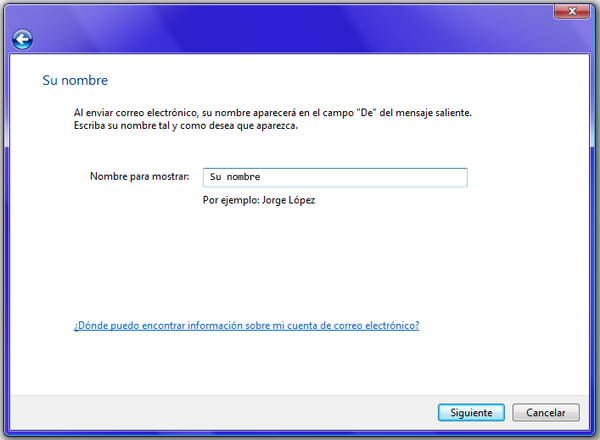 Su nombre
Al enviar correo electrónico, su nombre aparecerá en el campo "De" del mensaje saliente.
Escriba su nombre tal y como desea que aparezca.
Nombre para mostrar: Su nombre
Por ejemplo: Jorge López
¿Dónde puedo encontrar información sobre mi cuenta de correo electrónico?
Siguiente Cancelar